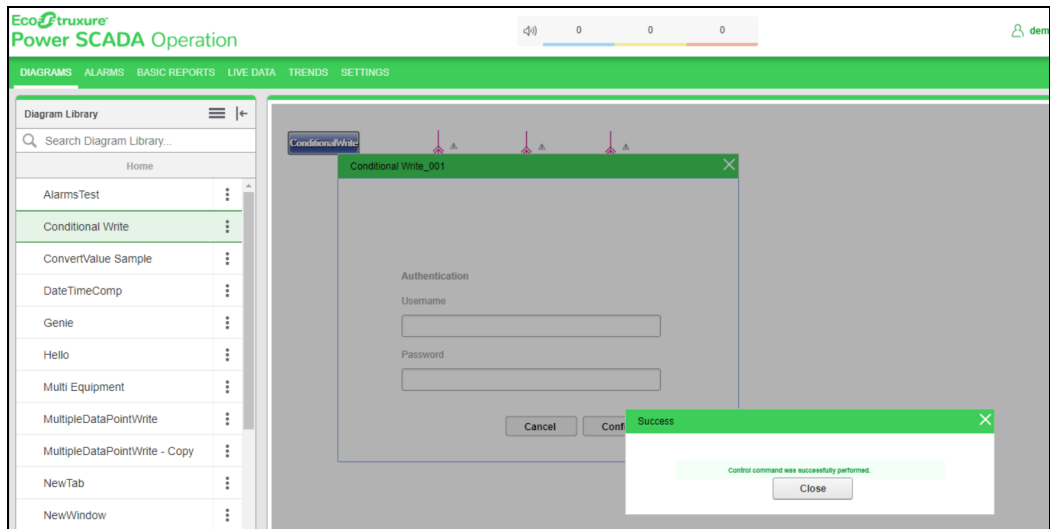 EcoStruxure
Power SCADA Operation
0 0 0
dem
DIAGRAMS ALARMS BASIC REPORTS LIVE DATA TRENDS SETTINGS
Diagram Library
Search Diagram Library...
Home
AlarmsTest
Conditional Write
ConvertValue Sample
DateTimeComp
Genie
Hello
Multi Equipment
MultipleDataPointWrite
MultipleDataPointWrite - Copy
NewTab
NewWindow
ConditionalWrite
Conditional Write_001
Authentication
Username
Password
Cancel Confi
Success
Control command was successfully performed.
Close